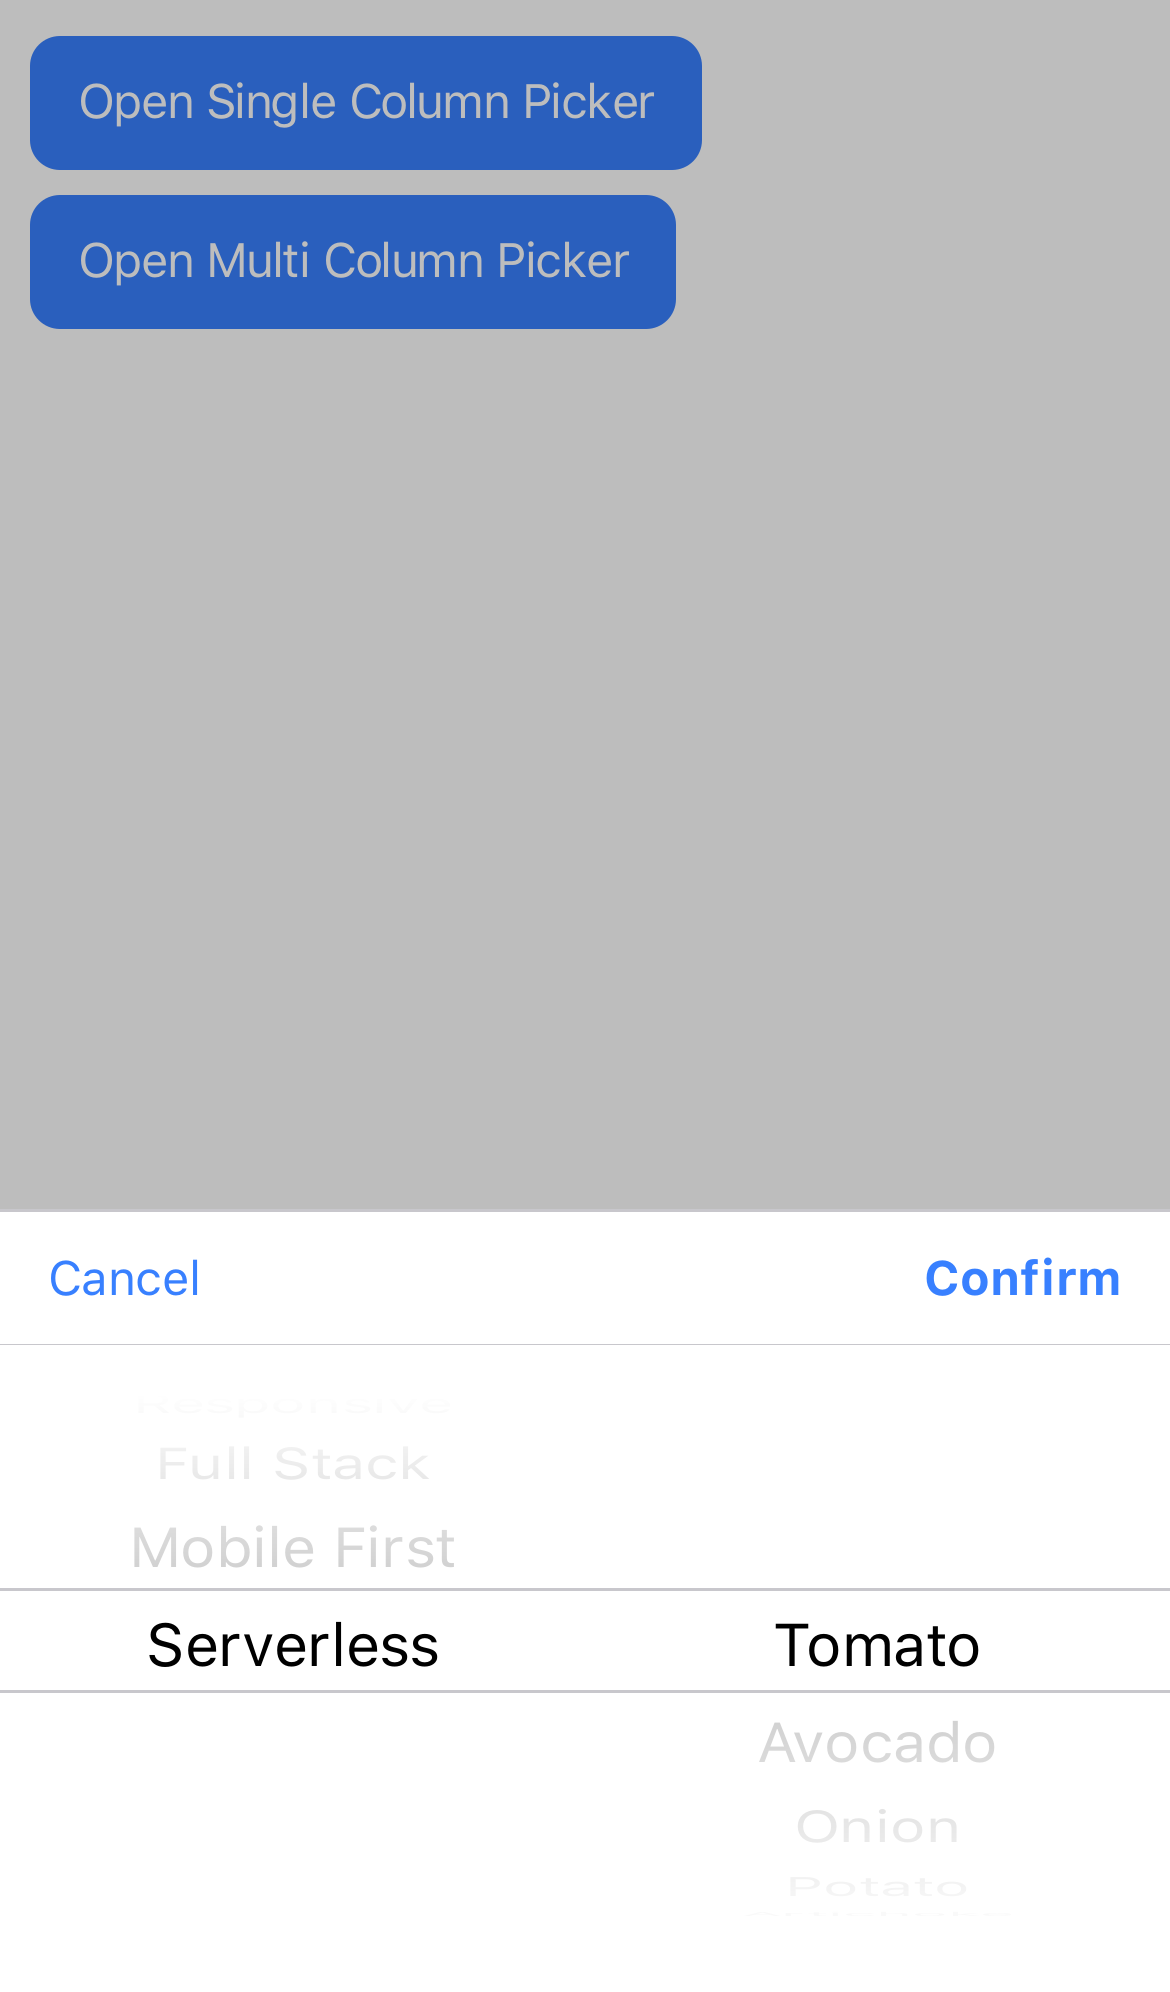 Open Single Column Picker
Open Multi Column Picker
Cancel Confirm
Responsive
Full Stack
Mobile First
Serverless Tomato
Avocado
Onion
Potato